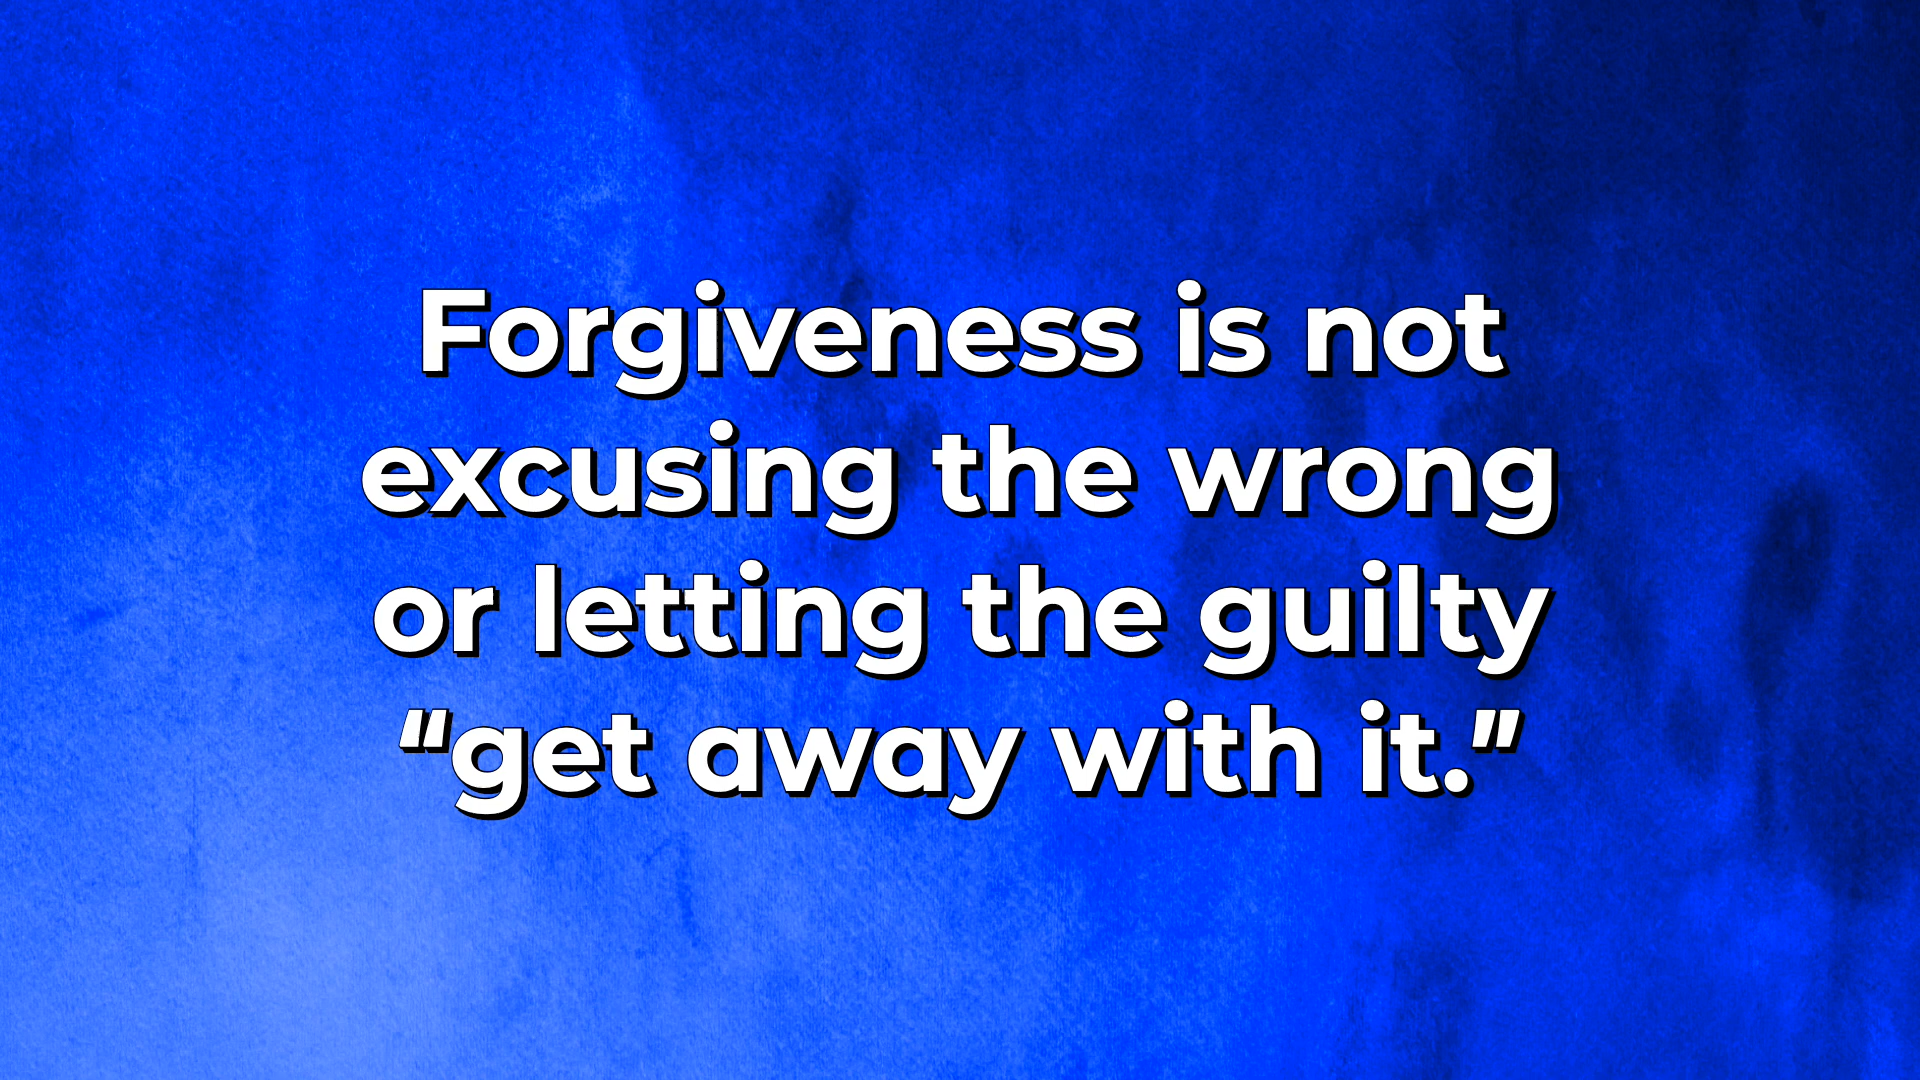 Forgiveness is not
excusing the wrong
or letting the guilty
“get away with it.”